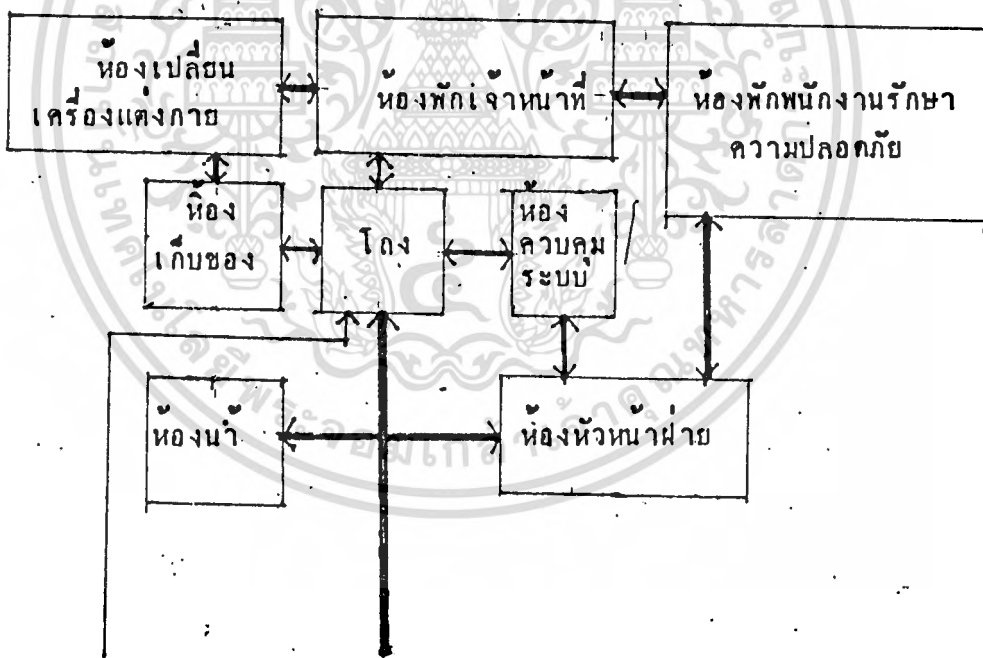 ห้องเปลี่ยน
เครื่องแต่งกาย
ห้องพักเจ้าหน้าที่
ห้องพักพนักงานรักษา
ความปลอดภัย
ห้อง
เก็บของ
โถง
ห้อง
ควบคุม
ระบบ
ห้องน้ำ
ห้องหัวหน้าฝ่าย